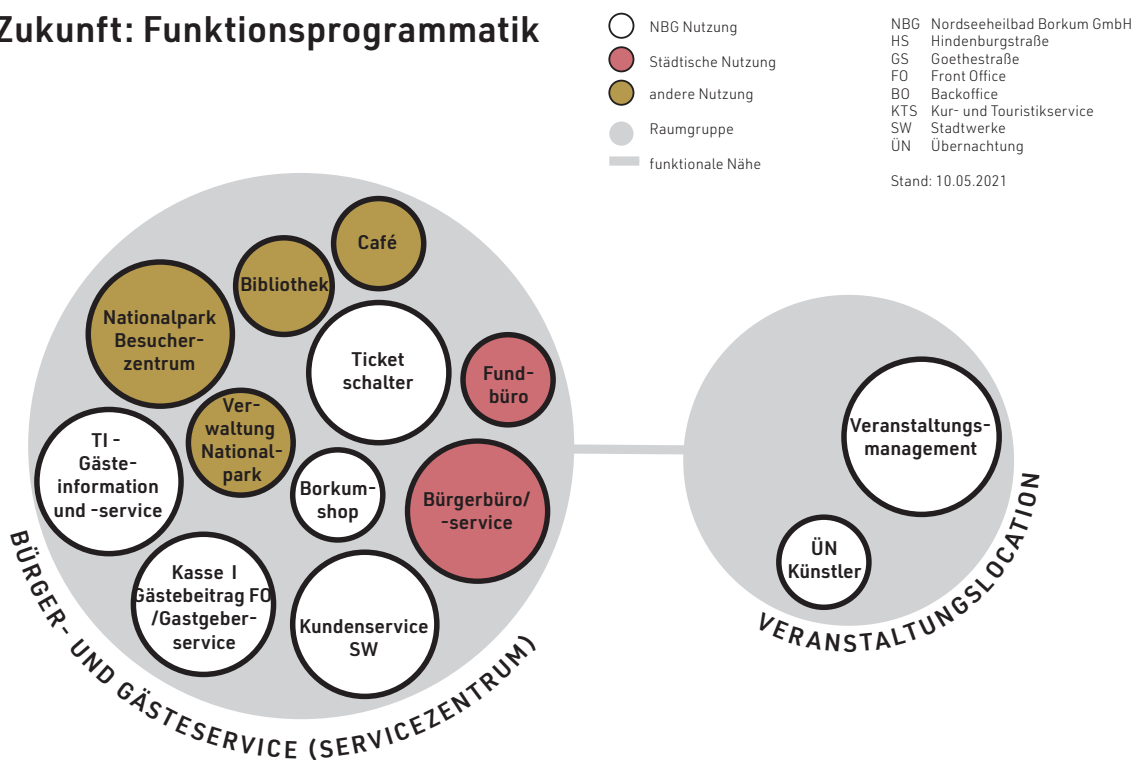 Zukunft: Funktionsprogrammatik
NBG Nutzung
Städtische Nutzung
andere Nutzung
Raumgruppe
funktionale Nähe
NBG Nordseeheilbad Borkum GmbH
HS Hindenburgstraße
GS Goethestraße
FO Front Office
BO Backoffice
KTS Kur- und Touristikservice
SW Stadtwerke
ÜN Übernachtung
Stand: 10.05.2021
Café
Bibliothek
Nationalpark
Besucher-
zentrum
Ticket
schalter
Fund-
büro
Ver-
waltung
National-
park
TI -
Gäste-
information
und -service
Borkum-
shop
Bürgerbüro/
-service
Kasse I
Gästebeitrag FO
/Gastgeber-
service
Kundenservice
SW
BÜRGER- UND GÄSTESERVICE (SERVICEZENTRUM)
Veranstaltungs-
management
ÜN
Künstler
VERANSTALTUNGSLOCATION